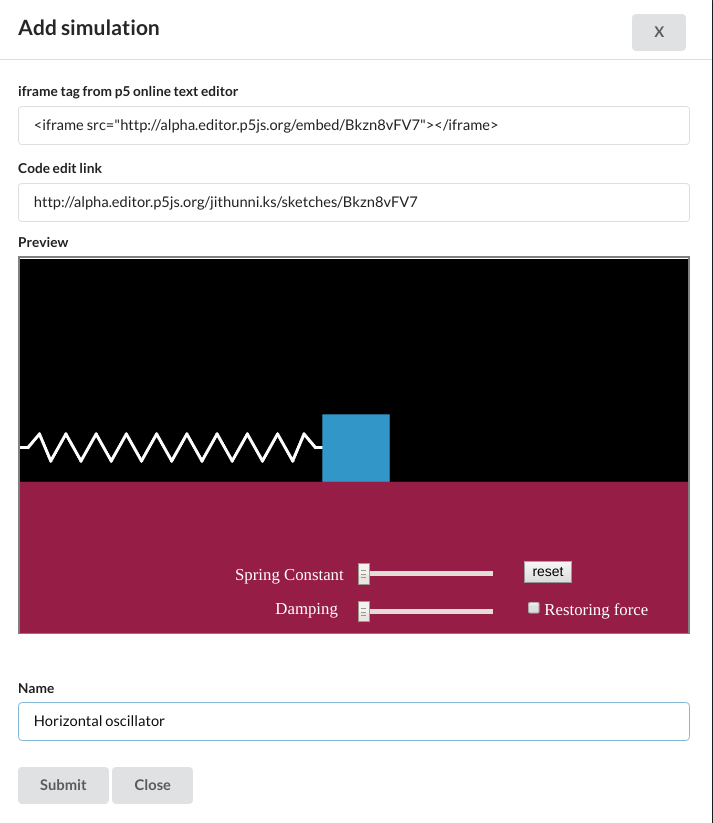 Add simulation
X
iframe tag from p5 online text editor
<iframe src="http://alpha.editor.p5js.org/embed/Bkzn8vFV7"></iframe>
Code edit link
http://alpha.editor.p5js.org/jithunni.ks/sketches/Bkzn8vFV7
Preview
Spring Constant
reset
Damping
Restoring force
Name
Horizontal oscillator
Submit
Close